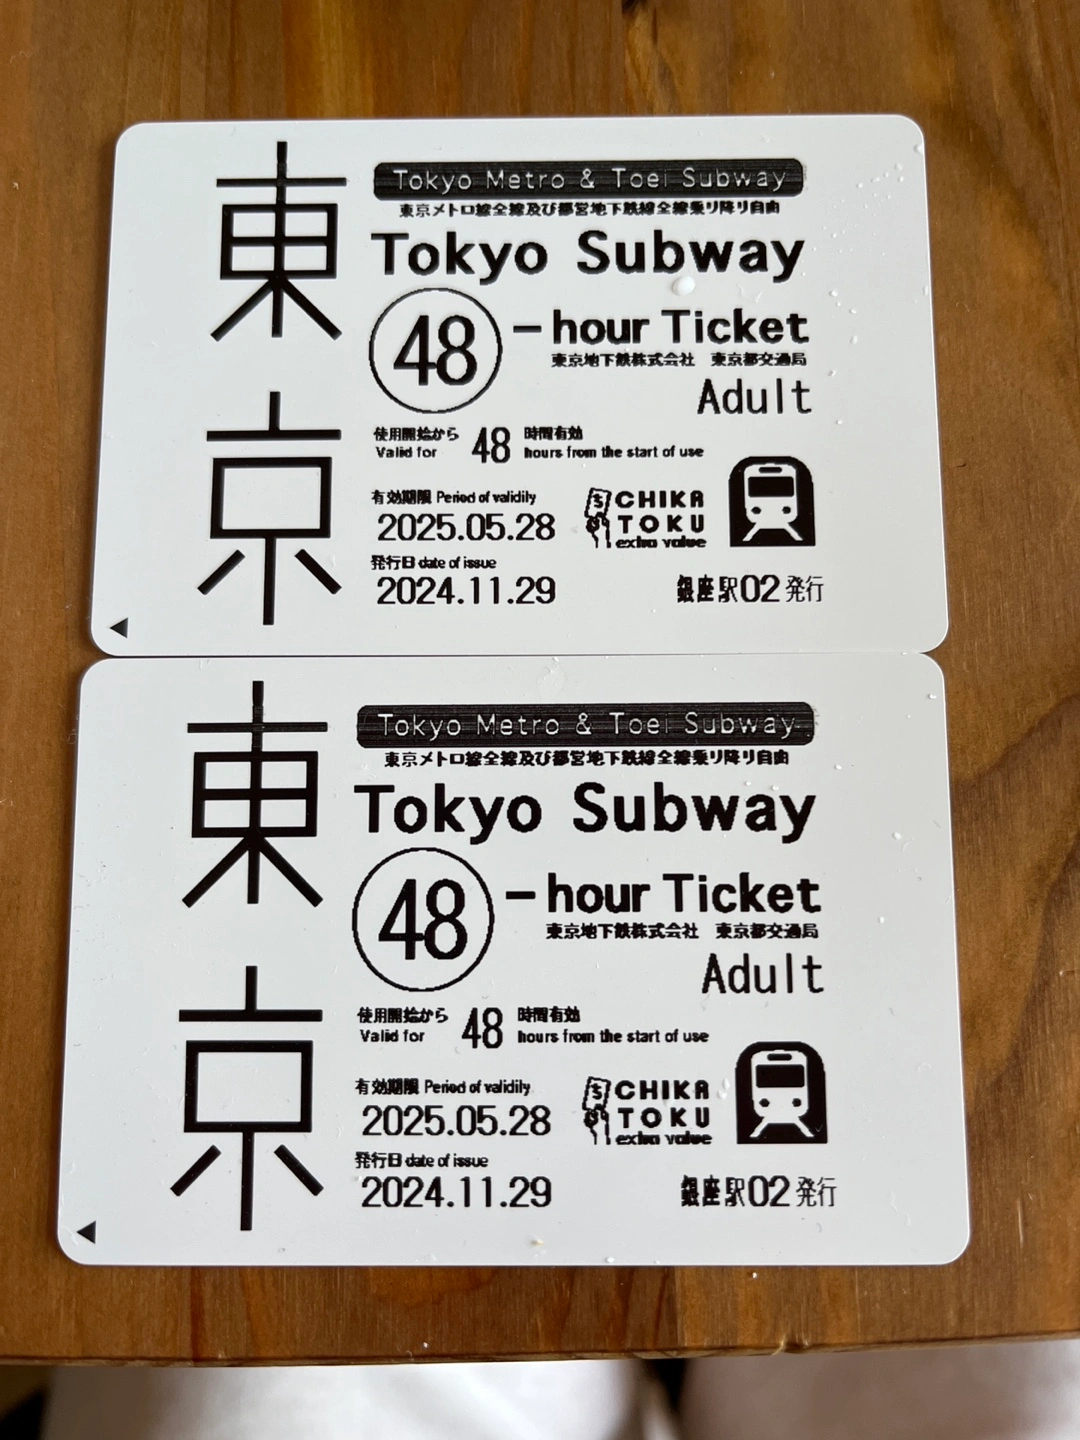 東京
Tokyo Metro & Toei Subway
東京メトロ線全線及び都営地下鉄線全線乗り降り自由
Tokyo Subway
48 -hour Ticket
東京地下鉄株式会社 東京都交通局
Adult
使用開始から 48 時間有効
Valid for hours from the start of use
有効期限 Period of validity
2025.05.28
CHIKA
TOKU
extra value
発行日 date of issue
2024.11.29
銀座駅02発行
東京
Tokyo Metro & Toei Subway
東京メトロ線全線及び都営地下鉄線全線乗り降り自由
Tokyo Subway
48 -hour Ticket
東京地下鉄株式会社 東京都交通局
Adult
使用開始から 48 時間有効
Valid for hours from the start of use
有効期限 Period of validity
2025.05.28
CHIKA
TOKU
extra value
発行日 date of issue
2024.11.29
銀座駅02発行